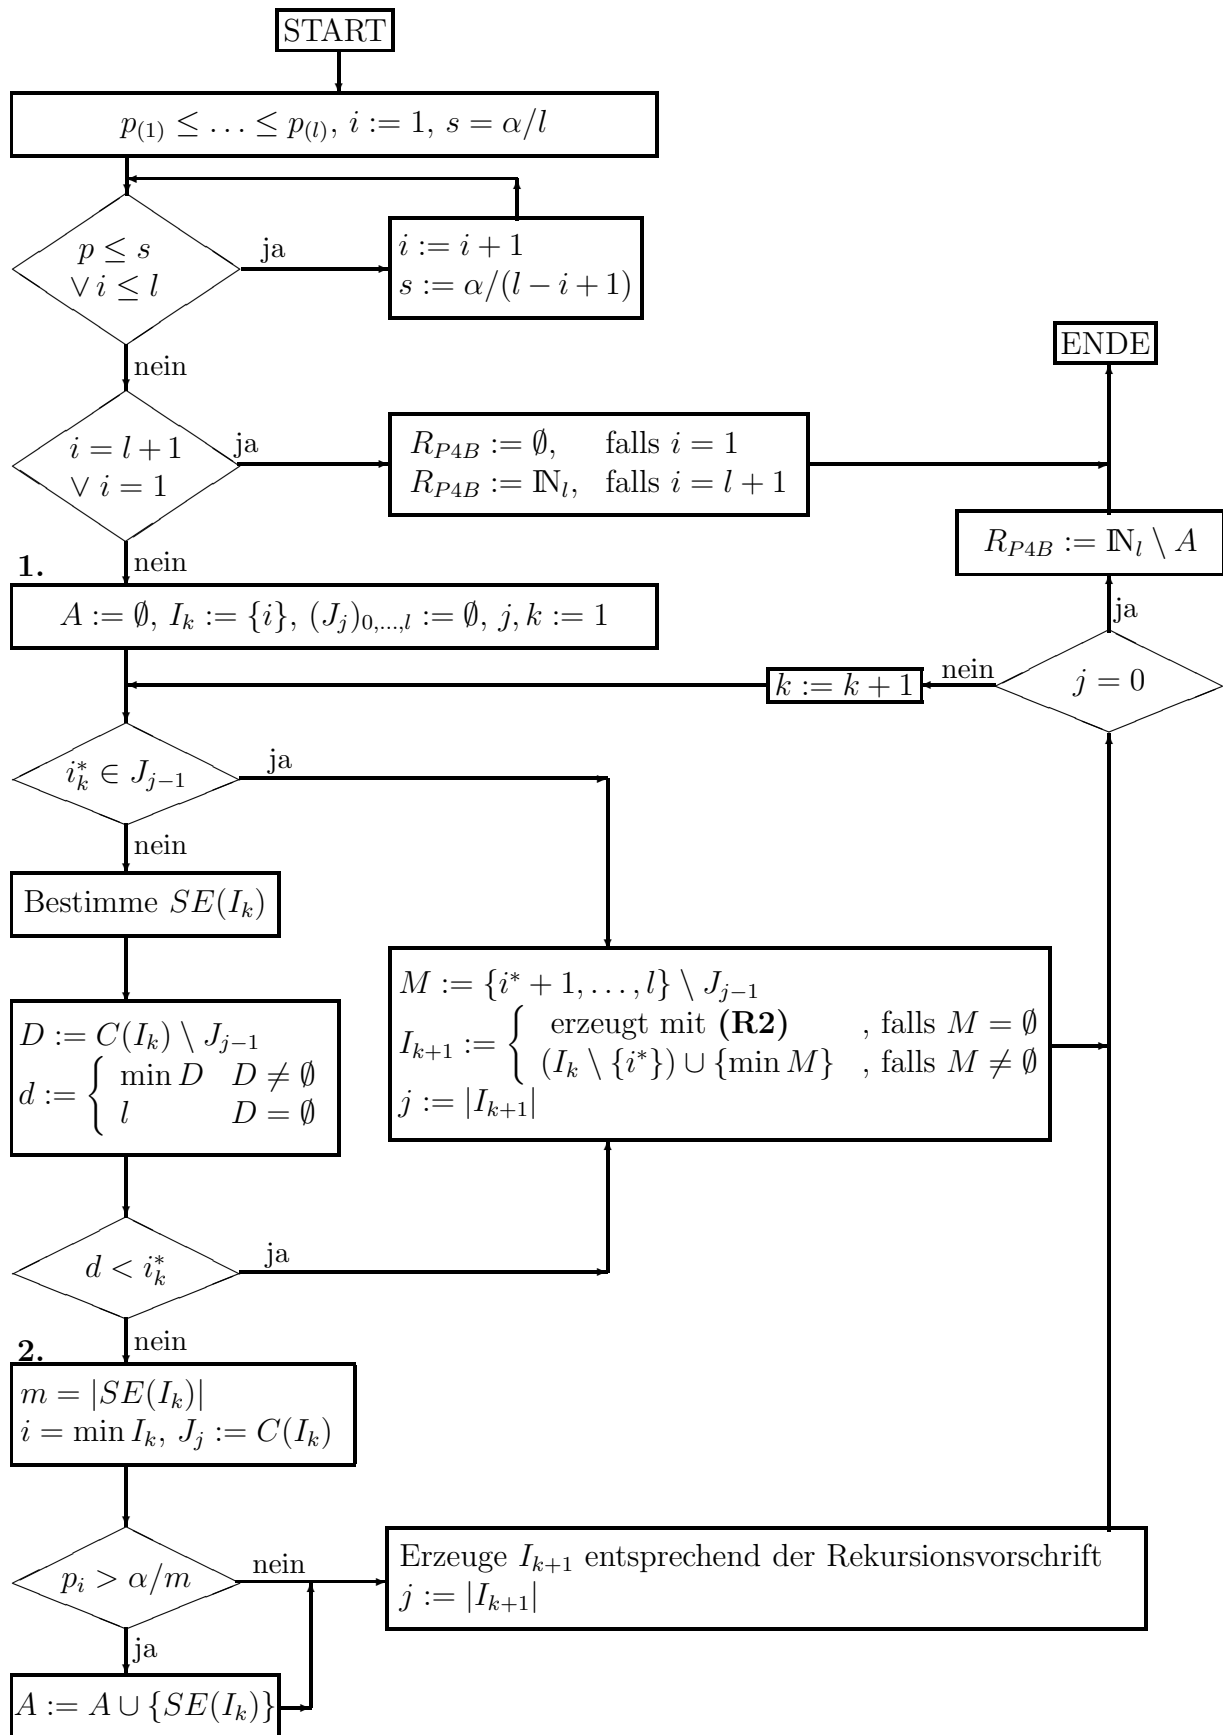 START
p_{(1)} ≤ … ≤ p_{(l)}, i := 1, s = α/l
p ≤ s
∨ i ≤ l
ja
i := i + 1
s := α/(l − i + 1)
nein
ENDE
i = l + 1
∨ i = 1
ja
R_{P4B} := ∅, falls i = 1
R_{P4B} := ℕ_l, falls i = l + 1
R_{P4B} := ℕ_l \ A
nein
1.
A := ∅, I_k := {i}, (J_j)_{0,…,l} := ∅, j, k := 1
ja
j = 0
nein
k := k + 1
i*_k ∈ J_{j−1}
ja
nein
Bestimme SE(I_k)
M := {i* + 1, …, l} \ J_{j−1}
I_{k+1} := { erzeugt mit (R2) , falls M = ∅
(I_k \ {i*}) ∪ {min M} , falls M ≠ ∅
j := |I_{k+1}|
D := C(I_k) \ J_{j−1}
d := { min D D ≠ ∅
l D = ∅
d < i*_k
ja
nein
2.
m = |SE(I_k)|
i = min I_k, J_j := C(I_k)
p_i > α/m
nein
Erzeuge I_{k+1} entsprechend der Rekursionsvorschrift
j := |I_{k+1}|
ja
A := A ∪ {SE(I_k)}